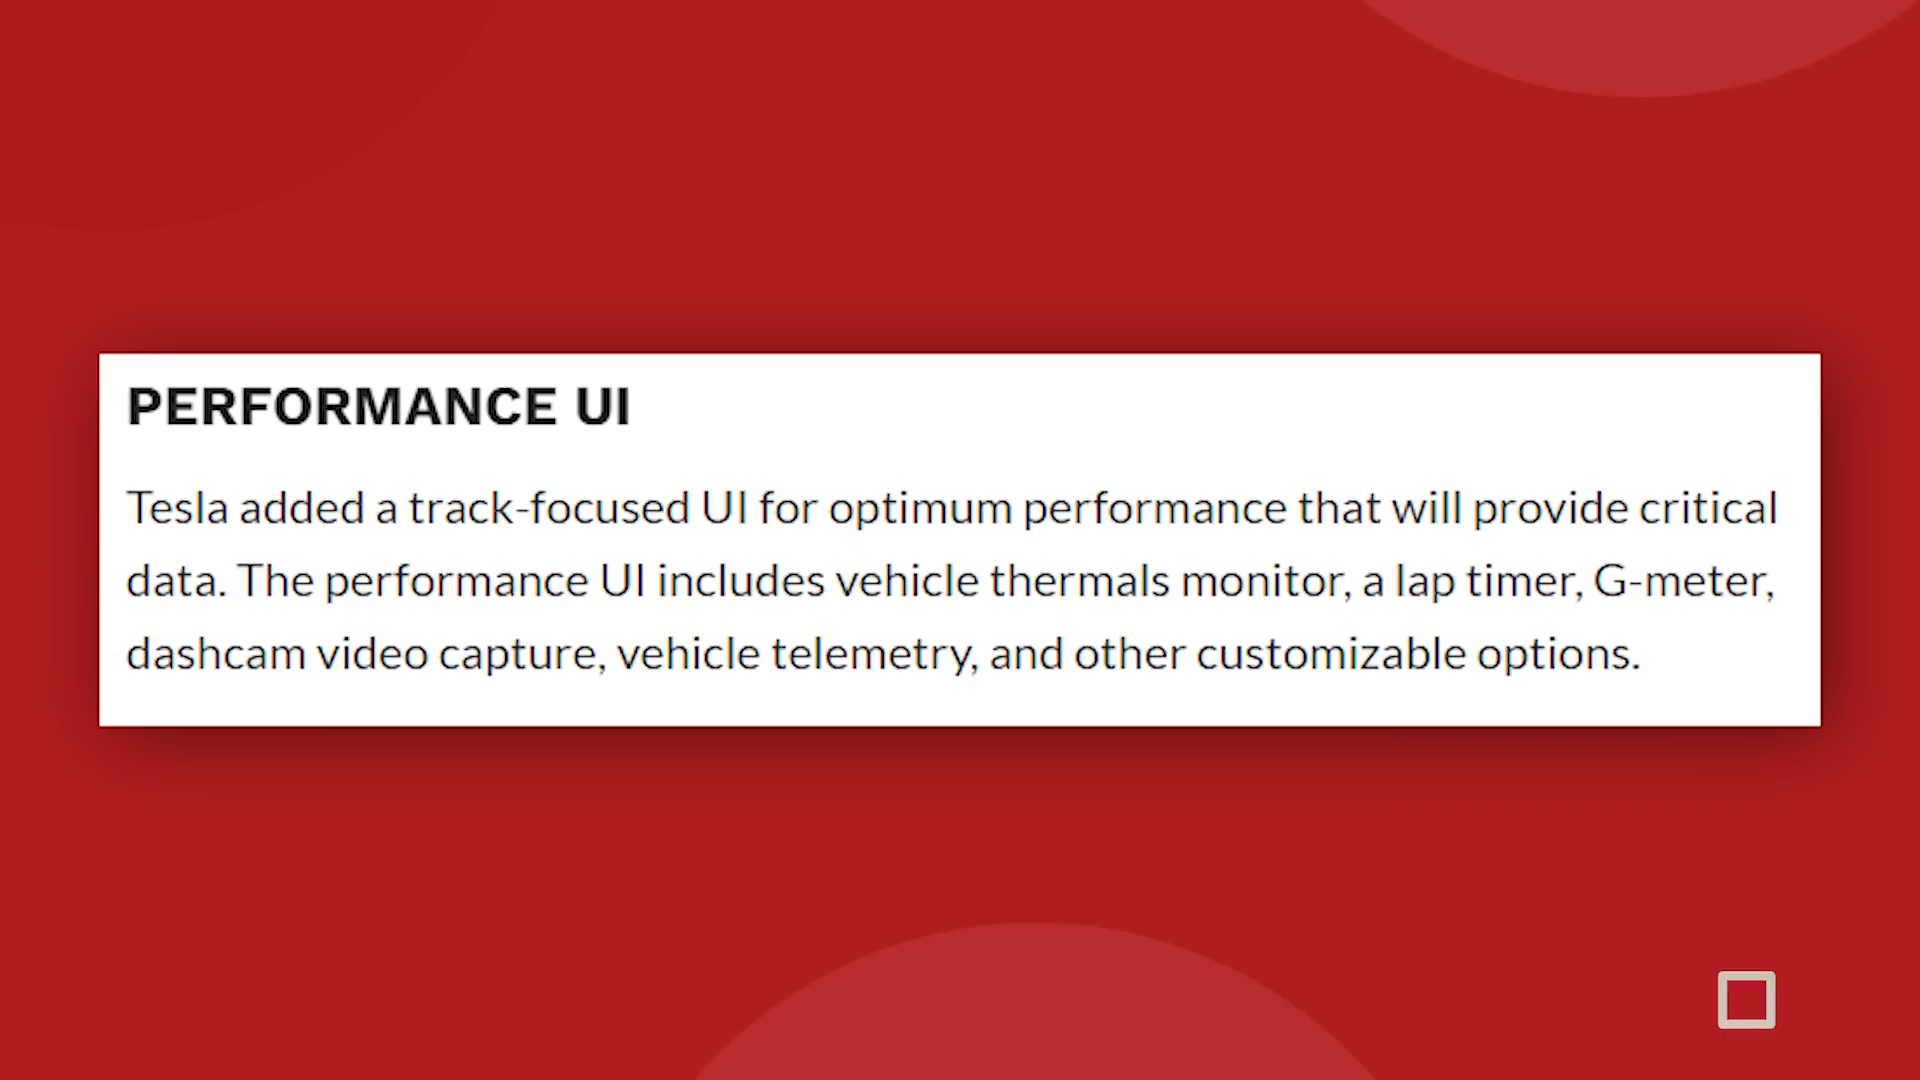 PERFORMANCE UI
Tesla added a track-focused UI for optimum performance that will provide critical
data. The performance UI includes vehicle thermals monitor, a lap timer, G-meter,
dashcam video capture, vehicle telemetry, and other customizable options.